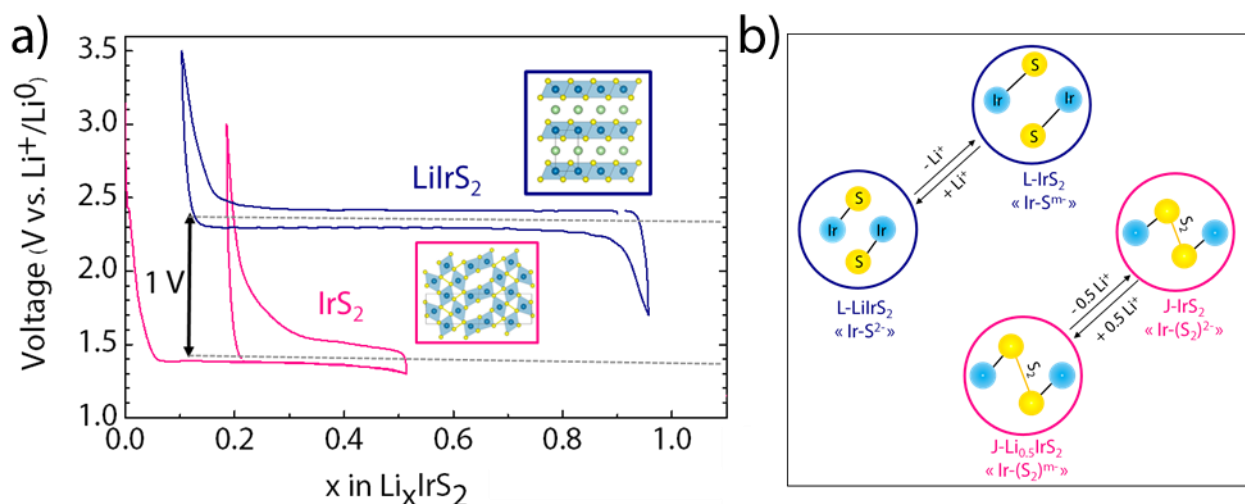 a)
Voltage (V vs. Li⁺/Li⁰)
3.5
3.0
2.5
2.0
1.5
1.0
1 V
LiIrS₂
IrS₂
0.0 0.2 0.4 0.6 0.8 1.0
x in LiₓIrS₂
b)
S
Ir Ir
S
L-IrS₂
« Ir-Sᵐ⁻ »
- Li⁺
+ Li⁺
S
Ir Ir
S
L-LiIrS₂
« Ir-S²⁻ »
S₂
J-IrS₂
« Ir-(S₂)²⁻ »
- 0.5 Li⁺
+ 0.5 Li⁺
S₂
J-Li₀.₅IrS₂
« Ir-(S₂)ᵐ⁻ »